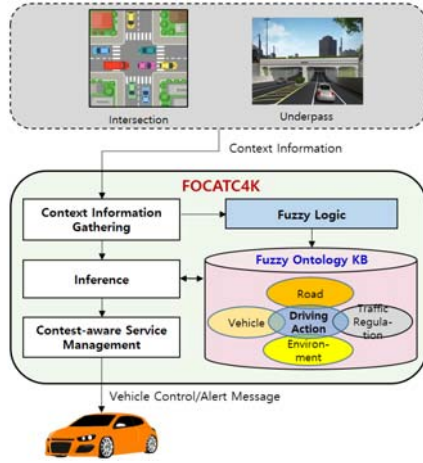 Intersection
Underpass
Context Information
FOCATC4K
Context Information
Gathering
Fuzzy Logic
Fuzzy Ontology KB
Inference
Road
Vehicle
Driving
Action
Traffic
Regula-
tion
Environ-
ment
Contest-aware Service
Management
Vehicle Control/Alert Message